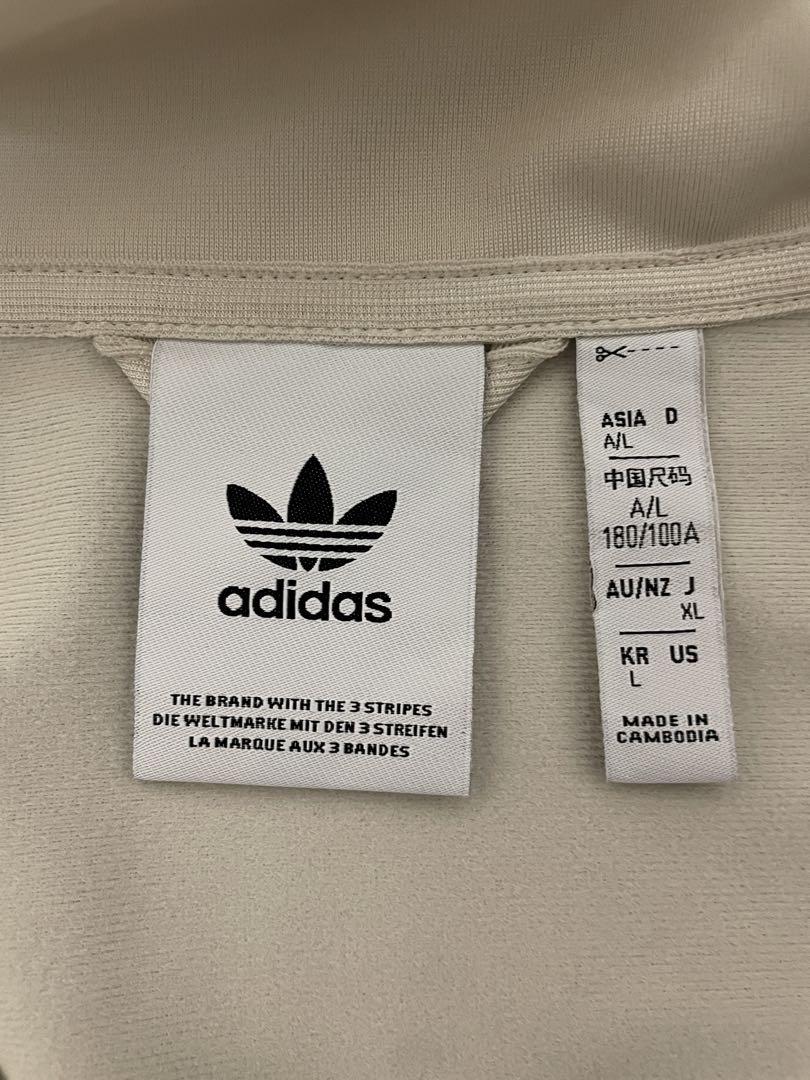 adidas
THE BRAND WITH THE 3 STRIPES
DIE WELTMARKE MIT DEN 3 STREIFEN
LA MARQUE AUX 3 BANDES
ASIA D
A/L
中国尺码
A/L
180/100A
AU/NZ J
XL
KR US
L
MADE IN
CAMBODIA